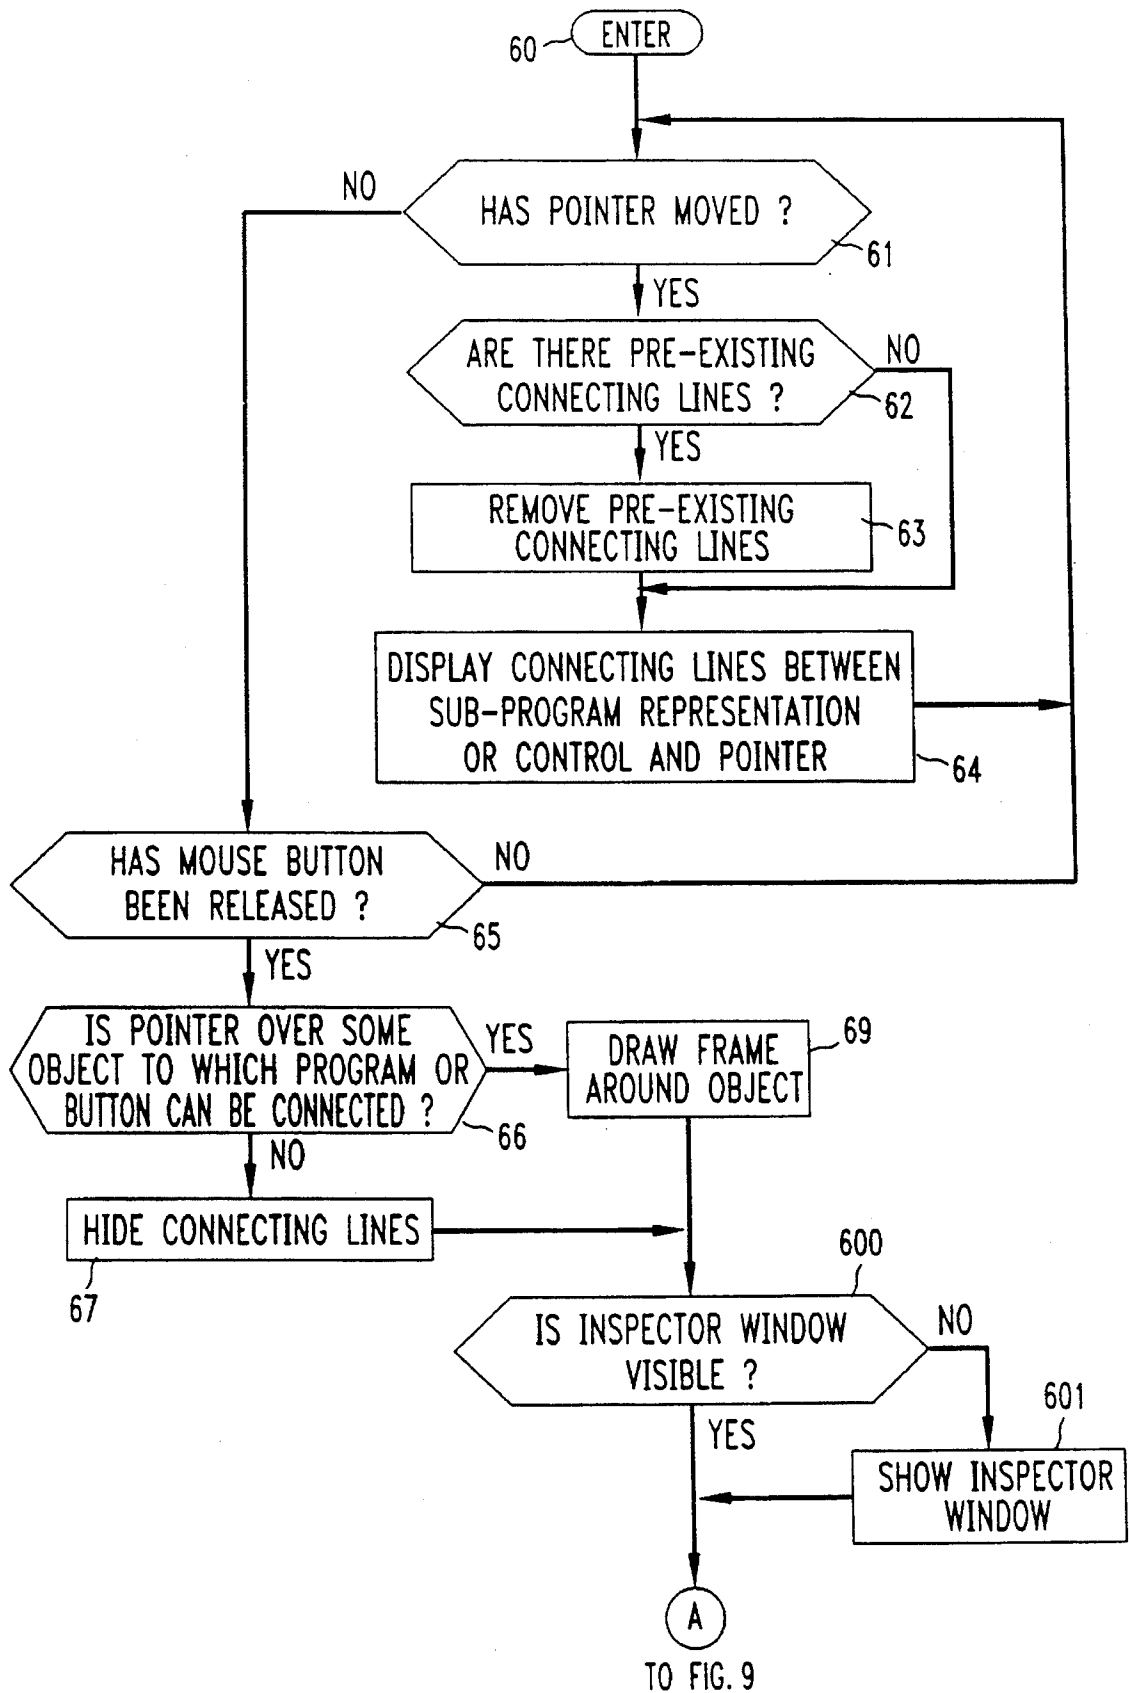 ENTER
60
NO
HAS POINTER MOVED ?
61
YES
ARE THERE PRE-EXISTING
CONNECTING LINES ?
NO
62
YES
REMOVE PRE-EXISTING
CONNECTING LINES
63
DISPLAY CONNECTING LINES BETWEEN
SUB-PROGRAM REPRESENTATION
OR CONTROL AND POINTER
64
HAS MOUSE BUTTON
BEEN RELEASED ?
NO
65
YES
IS POINTER OVER SOME
OBJECT TO WHICH PROGRAM OR
BUTTON CAN BE CONNECTED ?
YES
66
DRAW FRAME
AROUND OBJECT
69
NO
HIDE CONNECTING LINES
67
600
IS INSPECTOR WINDOW
VISIBLE ?
NO
601
YES
SHOW INSPECTOR
WINDOW
A
TO FIG. 9